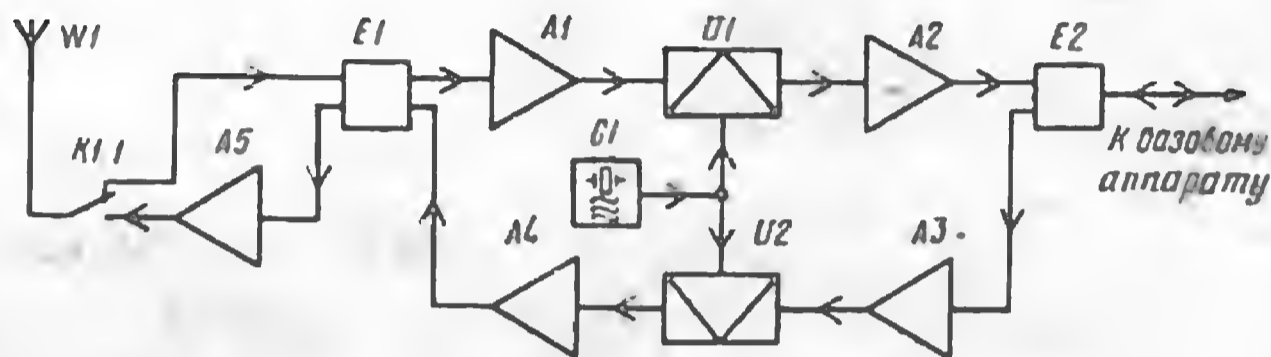 W1
E1
A1
U1
A2
E2
K1.1
A5
G1
К базовому
аппарату
A4
U2
A3